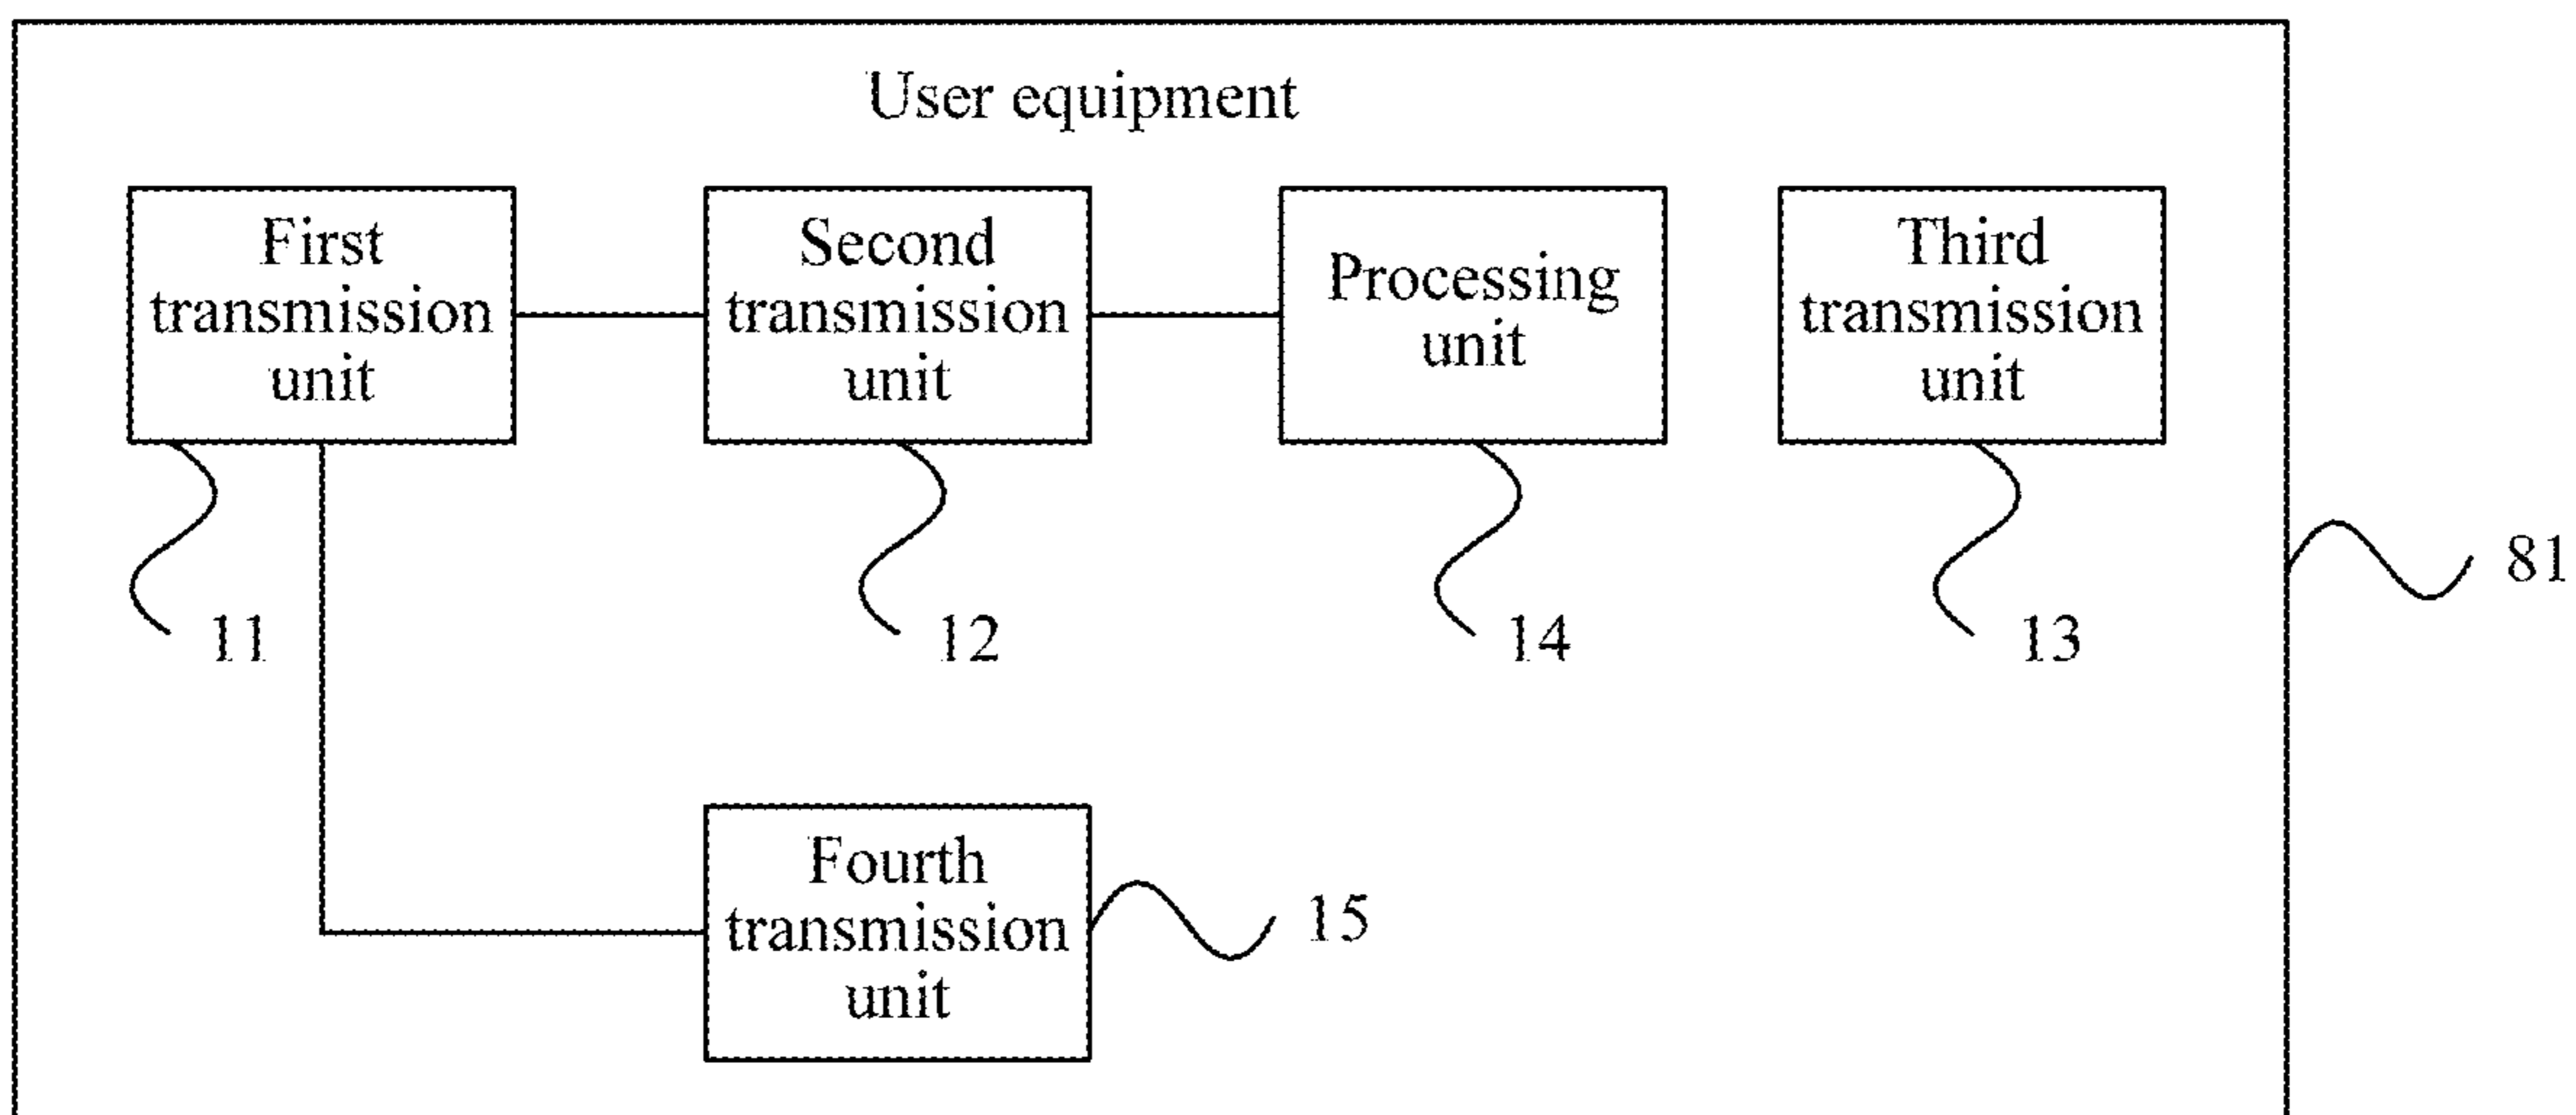 User equipment
First
transmission
unit
Second
transmission
unit
Processing
unit
Third
transmission
unit
81
11
12
14
13
Fourth
transmission
unit
15